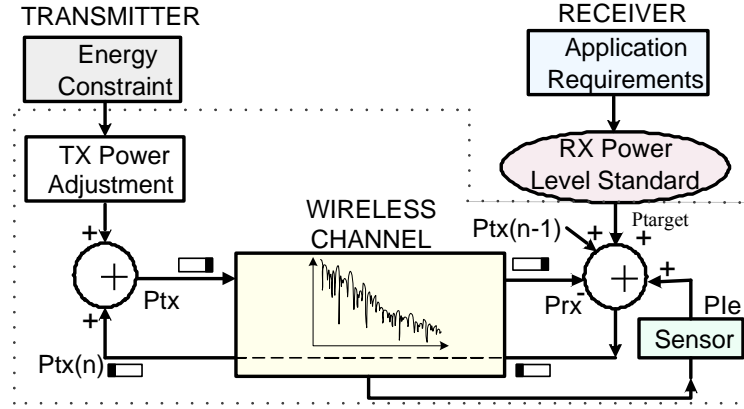 TRANSMITTER
RECEIVER
Energy
Constraint
Application
Requirements
TX Power
Adjustment
RX Power
Level Standard
WIRELESS
CHANNEL
Ptx(n-1)
Ptarget
+
+
+
+
+
+
+
Ptx
Prx
-
PIe
Sensor
Ptx(n)